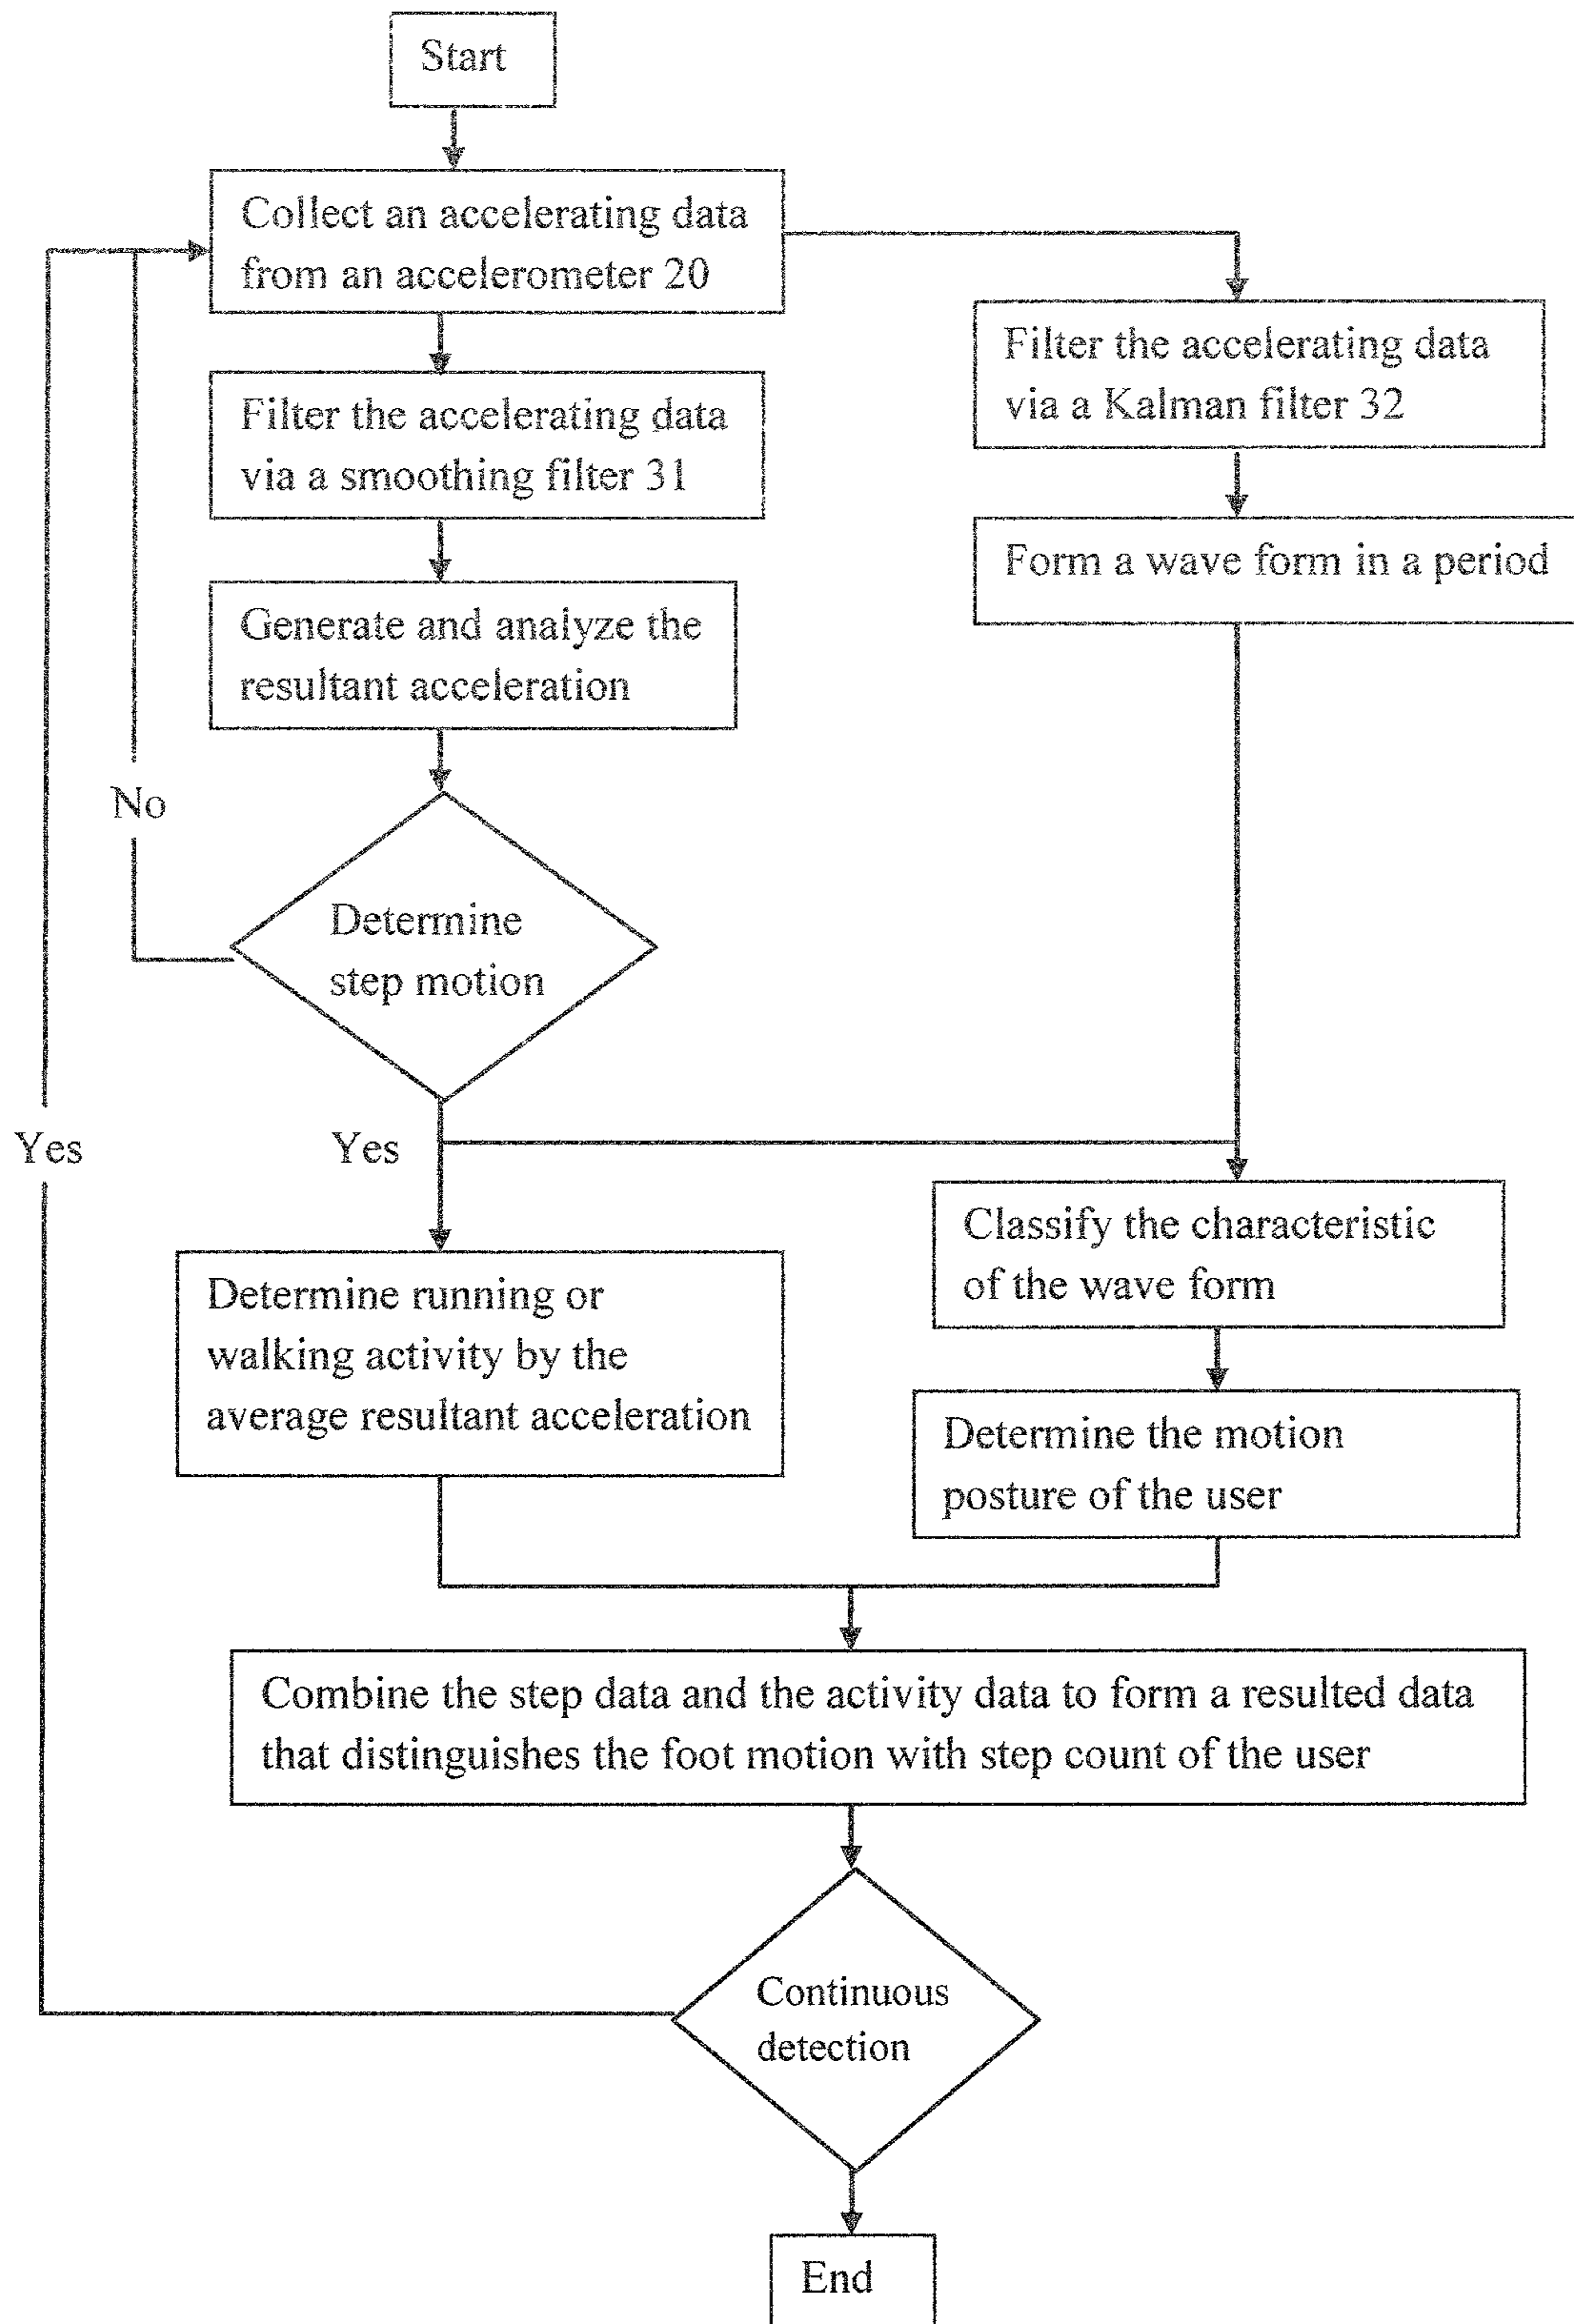 Start
Collect an accelerating data
from an accelerometer 20
Filter the accelerating data
via a smoothing filter 31
Filter the accelerating data
via a Kalman filter 32
Form a wave form in a period
Generate and analyze the
resultant acceleration
No
Determine
step motion
Yes
Yes
Classify the characteristic
of the wave form
Determine running or
walking activity by the
average resultant acceleration
Determine the motion
posture of the user
Combine the step data and the activity data to form a resulted data
that distinguishes the foot motion with step count of the user
Continuous
detection
End